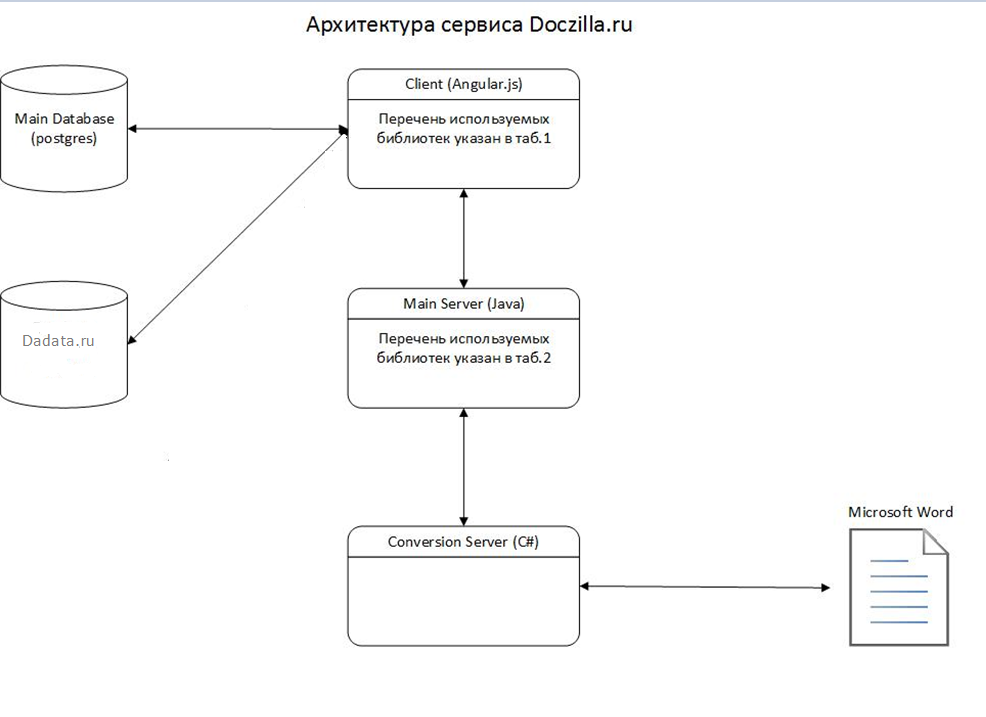 Архитектура сервиса Doczilla.ru
Main Database
(postgres)
Client (Angular.js)
Перечень используемых
библиотек указан в таб.1
Dadata.ru
Main Server (Java)
Перечень используемых
библиотек указан в таб.2
Conversion Server (C#)
Microsoft Word